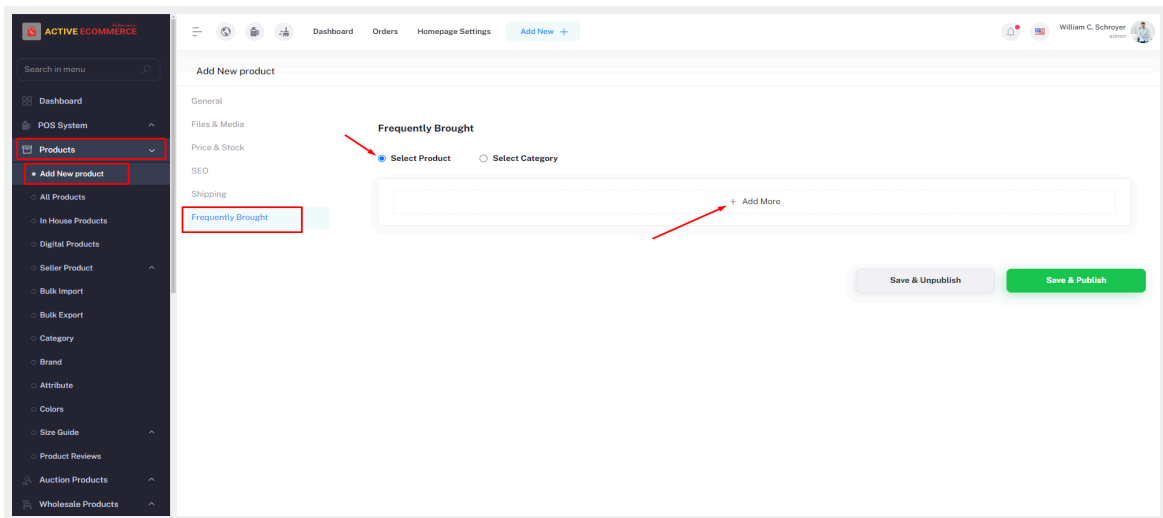 ACTIVE ECOMMERCE
Dashboard Orders Homepage Settings Add New +
William C. Schroyer
admin
Search in menu
Add New product
Dashboard
POS System
Products
Add New product
All Products
In House Products
Digital Products
Seller Product
Bulk Import
Bulk Export
Category
Brand
Attribute
Colors
Size Guide
Product Reviews
Auction Products
Wholesale Products
General
Files & Media
Price & Stock
SEO
Shipping
Frequently Brought
Frequently Brought
Select Product Select Category
+ Add More
Save & Unpublish Save & Publish